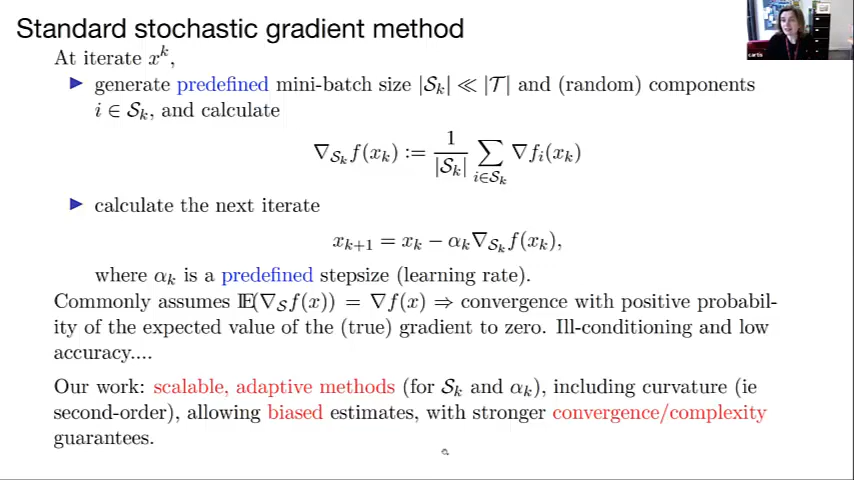 Standard stochastic gradient method
At iterate x^k,
▶ generate predefined mini-batch size |S_k| ≪ |T| and (random) components
i ∈ S_k, and calculate
∇_{S_k} f(x_k) := 1/|S_k| ∑_{i∈S_k} ∇f_i(x_k)
▶ calculate the next iterate
x_{k+1} = x_k − α_k∇_{S_k} f(x_k),
where α_k is a predefined stepsize (learning rate).
Commonly assumes 𝔼(∇_S f(x)) = ∇f(x) ⇒ convergence with positive probabil-
ity of the expected value of the (true) gradient to zero. Ill-conditioning and low
accuracy....
Our work: scalable, adaptive methods (for S_k and α_k), including curvature (ie
second-order), allowing biased estimates, with stronger convergence/complexity
guarantees.
cartis